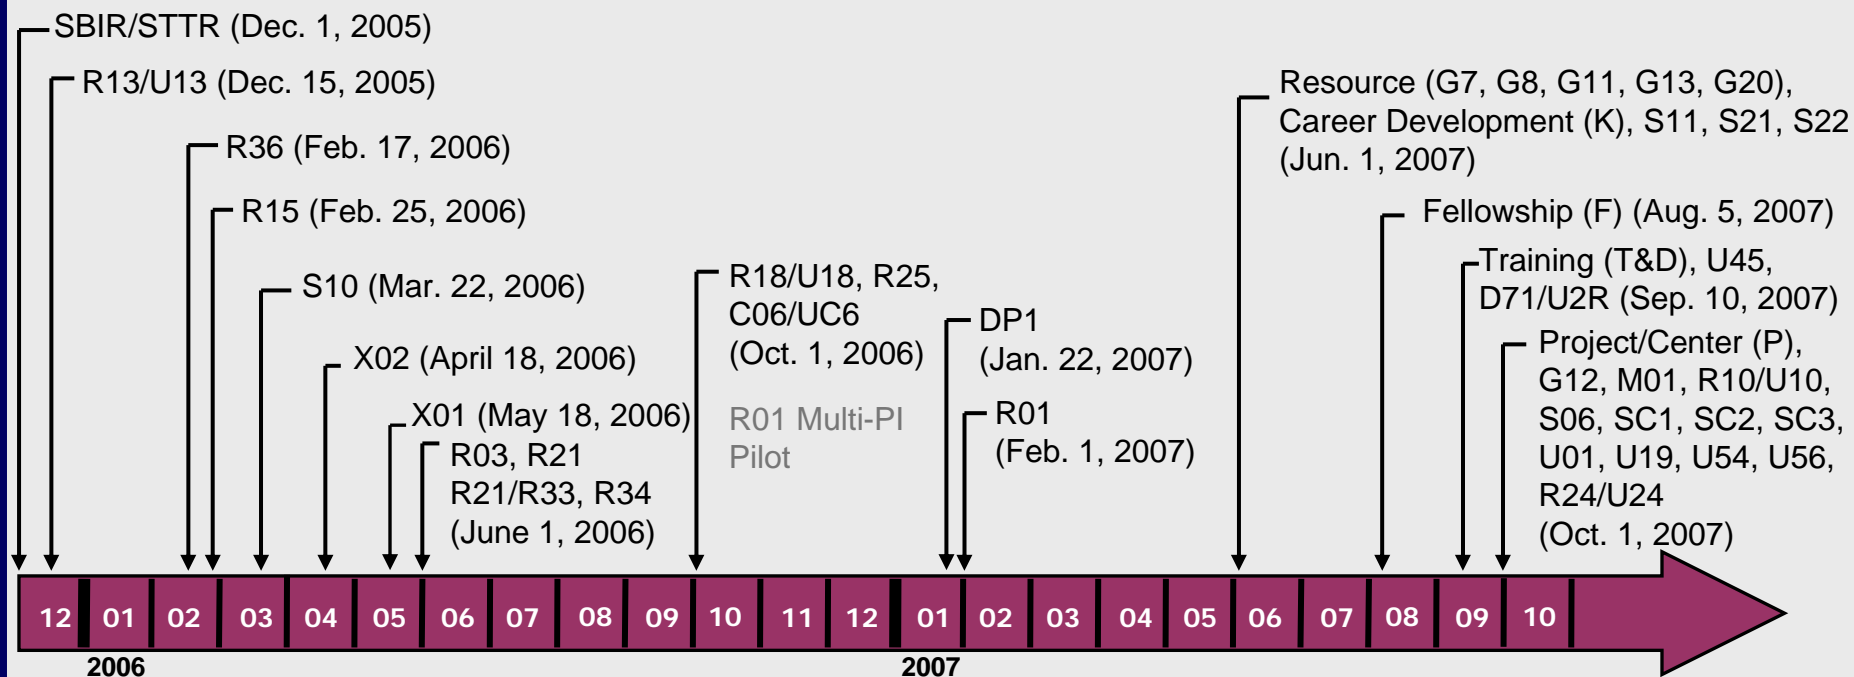 SBIR/STTR (Dec. 1, 2005)
R13/U13 (Dec. 15, 2005)
R36 (Feb. 17, 2006)
R15 (Feb. 25, 2006)
S10 (Mar. 22, 2006)
X02 (April 18, 2006)
X01 (May 18, 2006)
R03, R21
R21/R33, R34
(June 1, 2006)
R18/U18, R25,
C06/UC6
(Oct. 1, 2006)
R01 Multi-PI
Pilot
DP1
(Jan. 22, 2007)
R01
(Feb. 1, 2007)
Resource (G7, G8, G11, G13, G20),
Career Development (K), S11, S21, S22
(Jun. 1, 2007)
Fellowship (F) (Aug. 5, 2007)
Training (T&D), U45,
D71/U2R (Sep. 10, 2007)
Project/Center (P),
G12, M01, R10/U10,
S06, SC1, SC2, SC3,
U01, U19, U54, U56,
R24/U24
(Oct. 1, 2007)
12 01 02 03 04 05 06 07 08 09 10 11 12 01 02 03 04 05 06 07 08 09 10
2006 2007